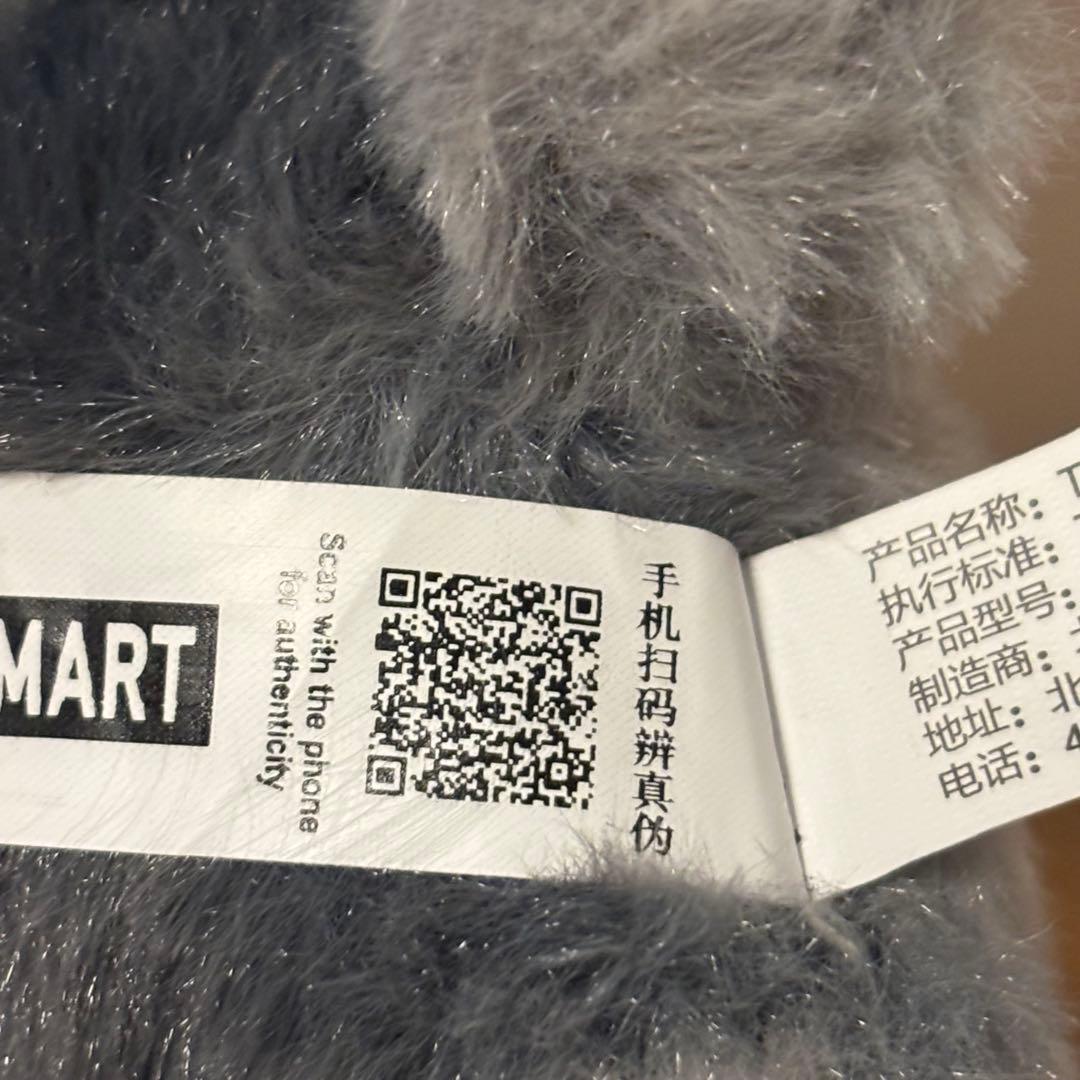 MART
Scan with the phone
for authenticity
手机扫码辨真伪
产品名称：T
执行标准：
产品型号：
制造商：
地址：北
电话：4